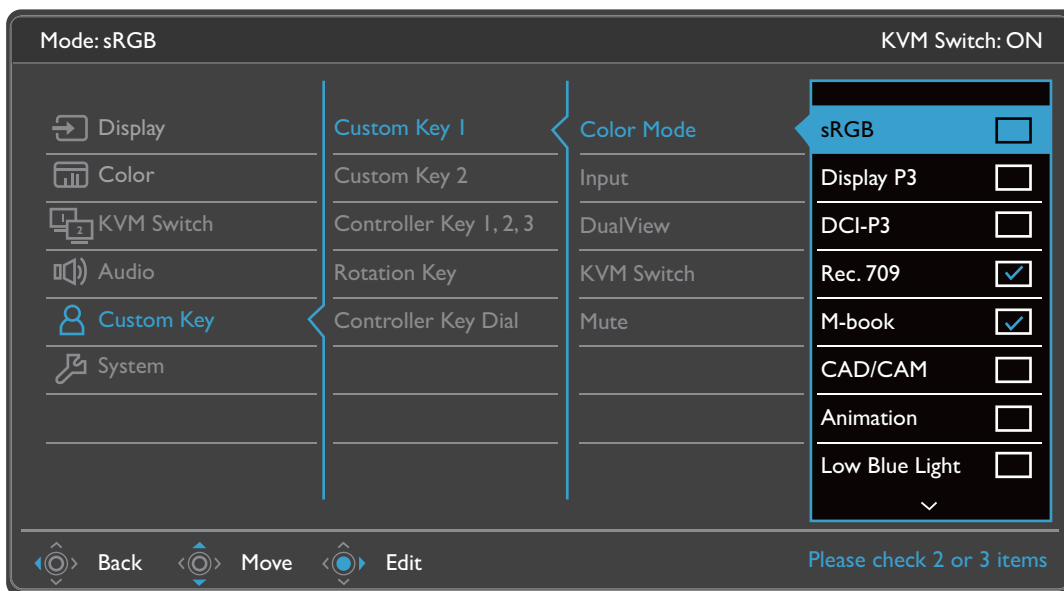 Mode: sRGB
KVM Switch: ON
Display
Color
1 2 KVM Switch
Audio
Custom Key
System
Custom Key 1
Custom Key 2
Controller Key 1, 2, 3
Rotation Key
Controller Key Dial
Color Mode
Input
DualView
KVM Switch
Mute
sRGB
Display P3
DCI-P3
Rec. 709
M-book
CAD/CAM
Animation
Low Blue Light
Back
Move
Edit
Please check 2 or 3 items